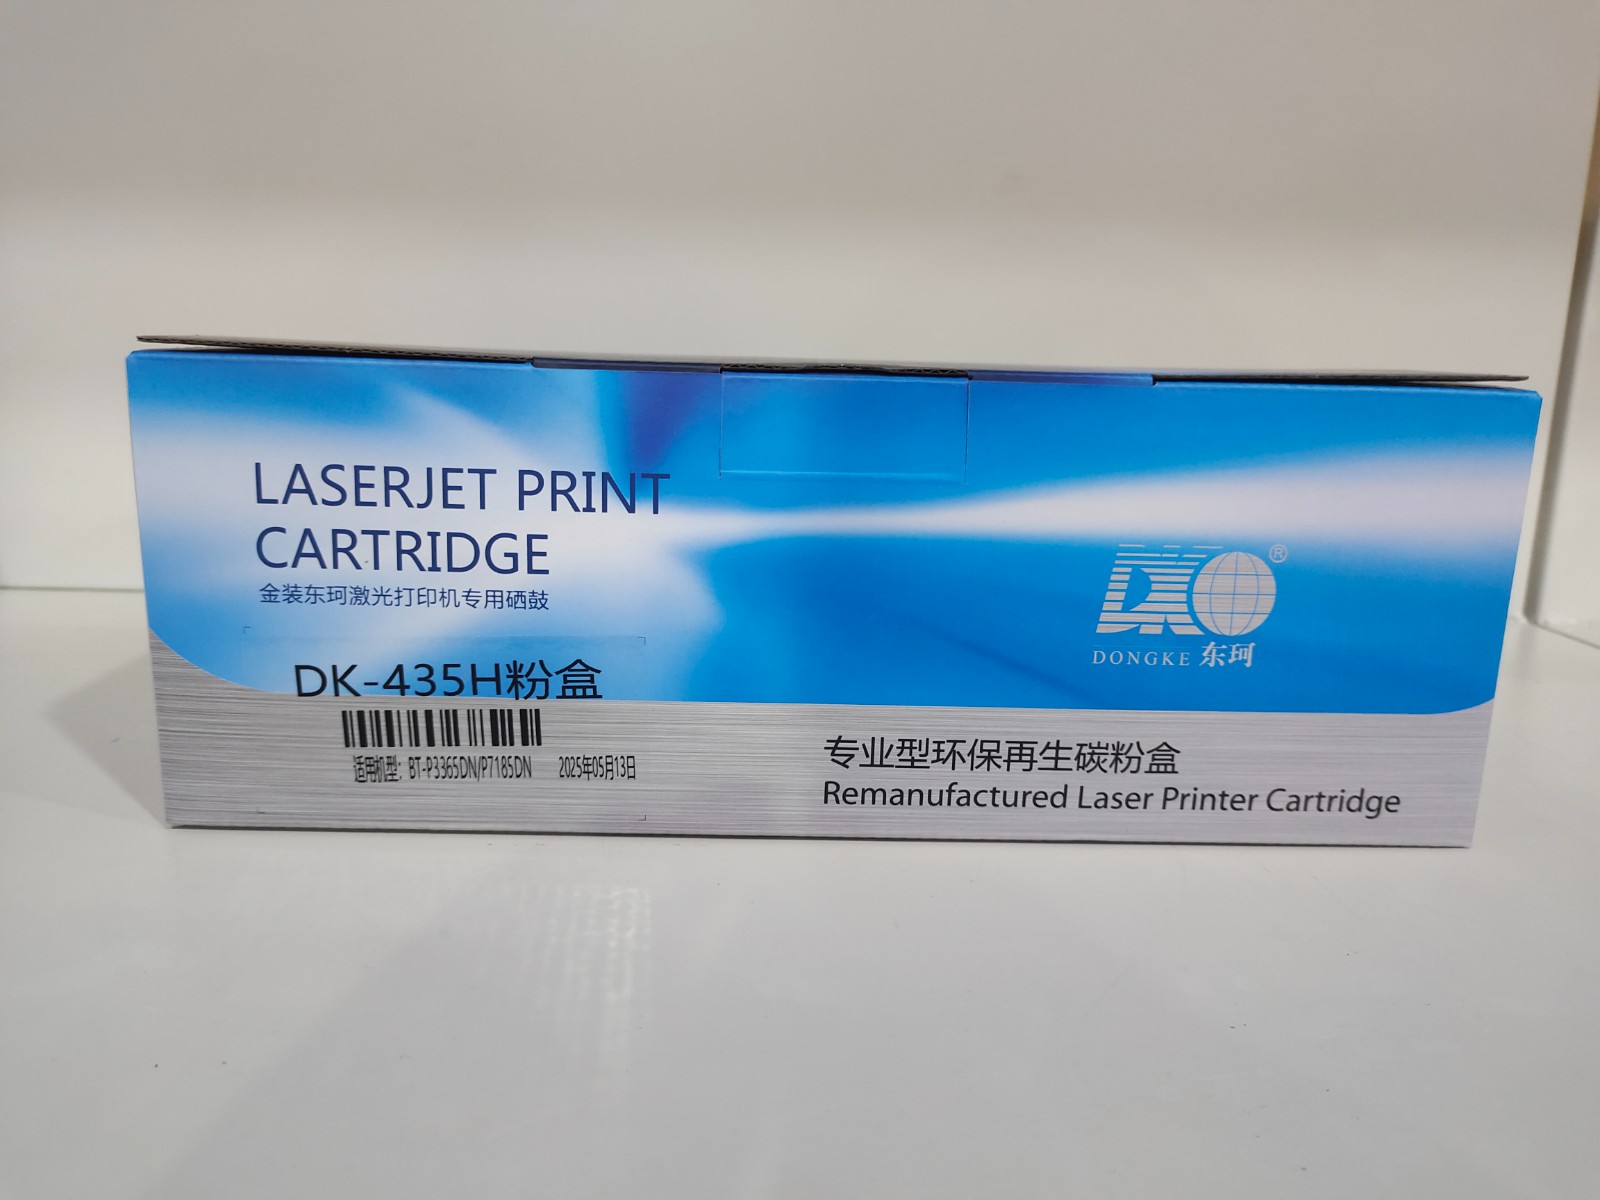 LASERJET PRINT
CARTRIDGE
金装东珂激光打印机专用硒鼓
DK-435H粉盒
适用机型: BT-P3365DN/P7185DN 2025年05月13日
DK ®
DONGKE 东珂
专业型环保再生碳粉盒
Remanufactured Laser Printer Cartridge